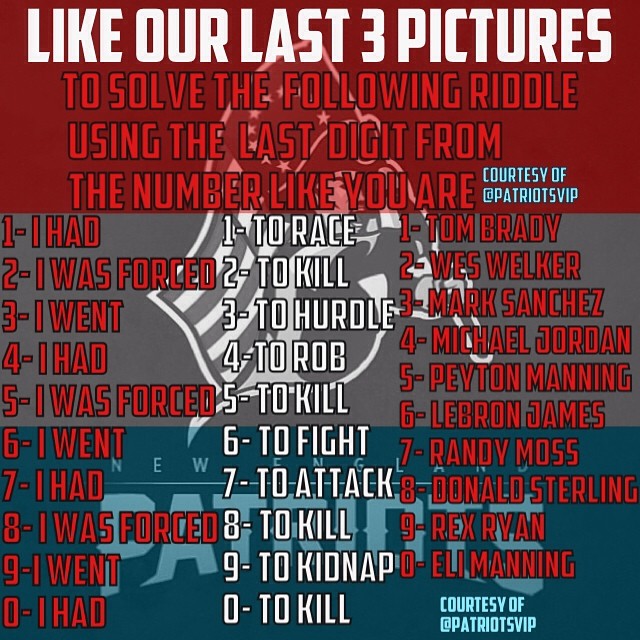 LIKE OUR LAST 3 PICTURES
TO SOLVE THE FOLLOWING RIDDLE
USING THE LAST DIGIT FROM
THE NUMBER LIKE YOU ARE
COURTESY OF
@PATRIOTSVIP
1- I HAD
2- I WAS FORCED
3- I WENT
4- I HAD
5- I WAS FORCED
6- I WENT
7- I HAD
8- I WAS FORCED
9-I WENT
0- I HAD
1- TO RACE
2- TO KILL
3- TO HURDLE
4-TO ROB
5- TO KILL
6- TO FIGHT
7- TO ATTACK
8- TO KILL
9- TO KIDNAP
0- TO KILL
1- TOM BRADY
2- WES WELKER
3- MARK SANCHEZ
4- MICHAEL JORDAN
5- PEYTON MANNING
6- LEBRON JAMES
7- RANDY MOSS
8- DONALD STERLING
9- REX RYAN
0- ELI MANNING
NEW ENGLAND
PATRIOTS
COURTESY OF
@PATRIOTSVIP